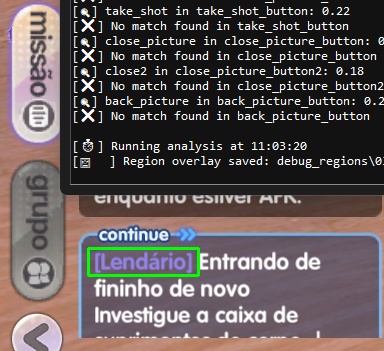 [🔍] take_shot in take_shot_button: 0.22
[❌] No match found in take_shot_button
[🔍] close_picture in close_picture_button: 0
[❌] No match found in close_picture_button
[🔍] close2 in close_picture_button2: 0.18
[❌] No match found in close_picture_button2
[🔍] back_picture in back_picture_button: 0.2
[❌] No match found in back_picture_button
[⏱] Running analysis at 11:03:20
[🖼] Region overlay saved: debug_regions\0
missão
grupo
enquanto estiver AFK.
continue
[Lendário] Entrando de
fininho de novo
Investigue a caixa de